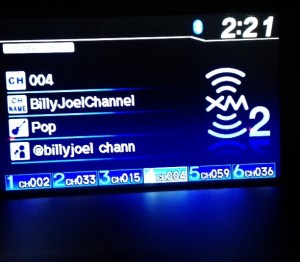 2:21
CH 004
CH NAME BillyJoelChannel
Pop
@billyjoel chann
XM 2
1 CH002 2 CH033 3 CH015 4 CH004 5 CH059 6 CH036